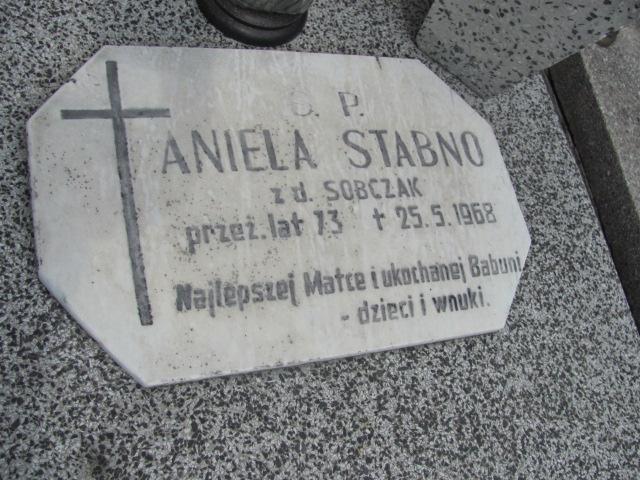 Ś. P.
ANIELA STABNO
z d. SOBCZAK
przeż. lat 73 † 25. 5. 1968
Najlepszej Matce i ukochanej Babuni
- dzieci i wnuki.